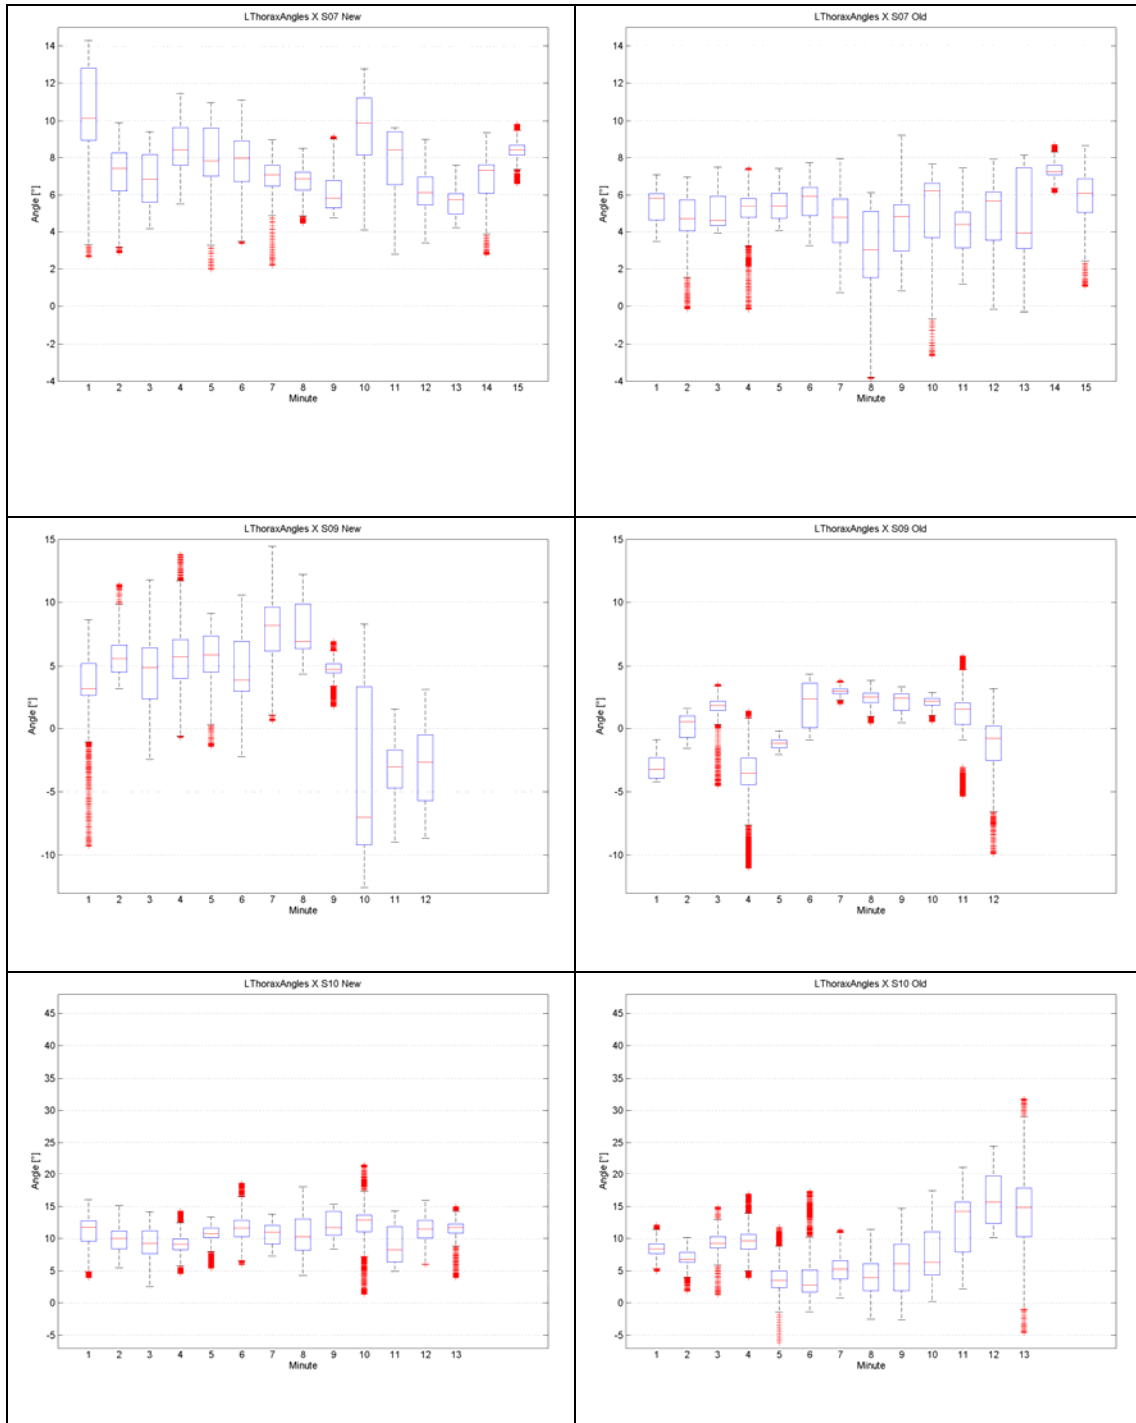 LThoraxAngles X S07 New
14
12
10
8
6
4
2
0
-2
-4
Angle [°]
1 2 3 4 5 6 7 8 9 10 11 12 13 14 15
Minute
LThoraxAngles X S07 Old
14
12
10
8
6
4
2
0
-2
-4
Angle [°]
1 2 3 4 5 6 7 8 9 10 11 12 13 14 15
Minute
LThoraxAngles X S09 New
15
10
5
0
-5
-10
Angle [°]
1 2 3 4 5 6 7 8 9 10 11 12
Minute
LThoraxAngles X S09 Old
15
10
5
0
-5
-10
Angle [°]
1 2 3 4 5 6 7 8 9 10 11 12
Minute
LThoraxAngles X S10 New
45
40
35
30
25
20
15
10
5
0
-5
Angle [°]
1 2 3 4 5 6 7 8 9 10 11 12 13
Minute
LThoraxAngles X S10 Old
45
40
35
30
25
20
15
10
5
0
-5
Angle [°]
1 2 3 4 5 6 7 8 9 10 11 12 13
Minute